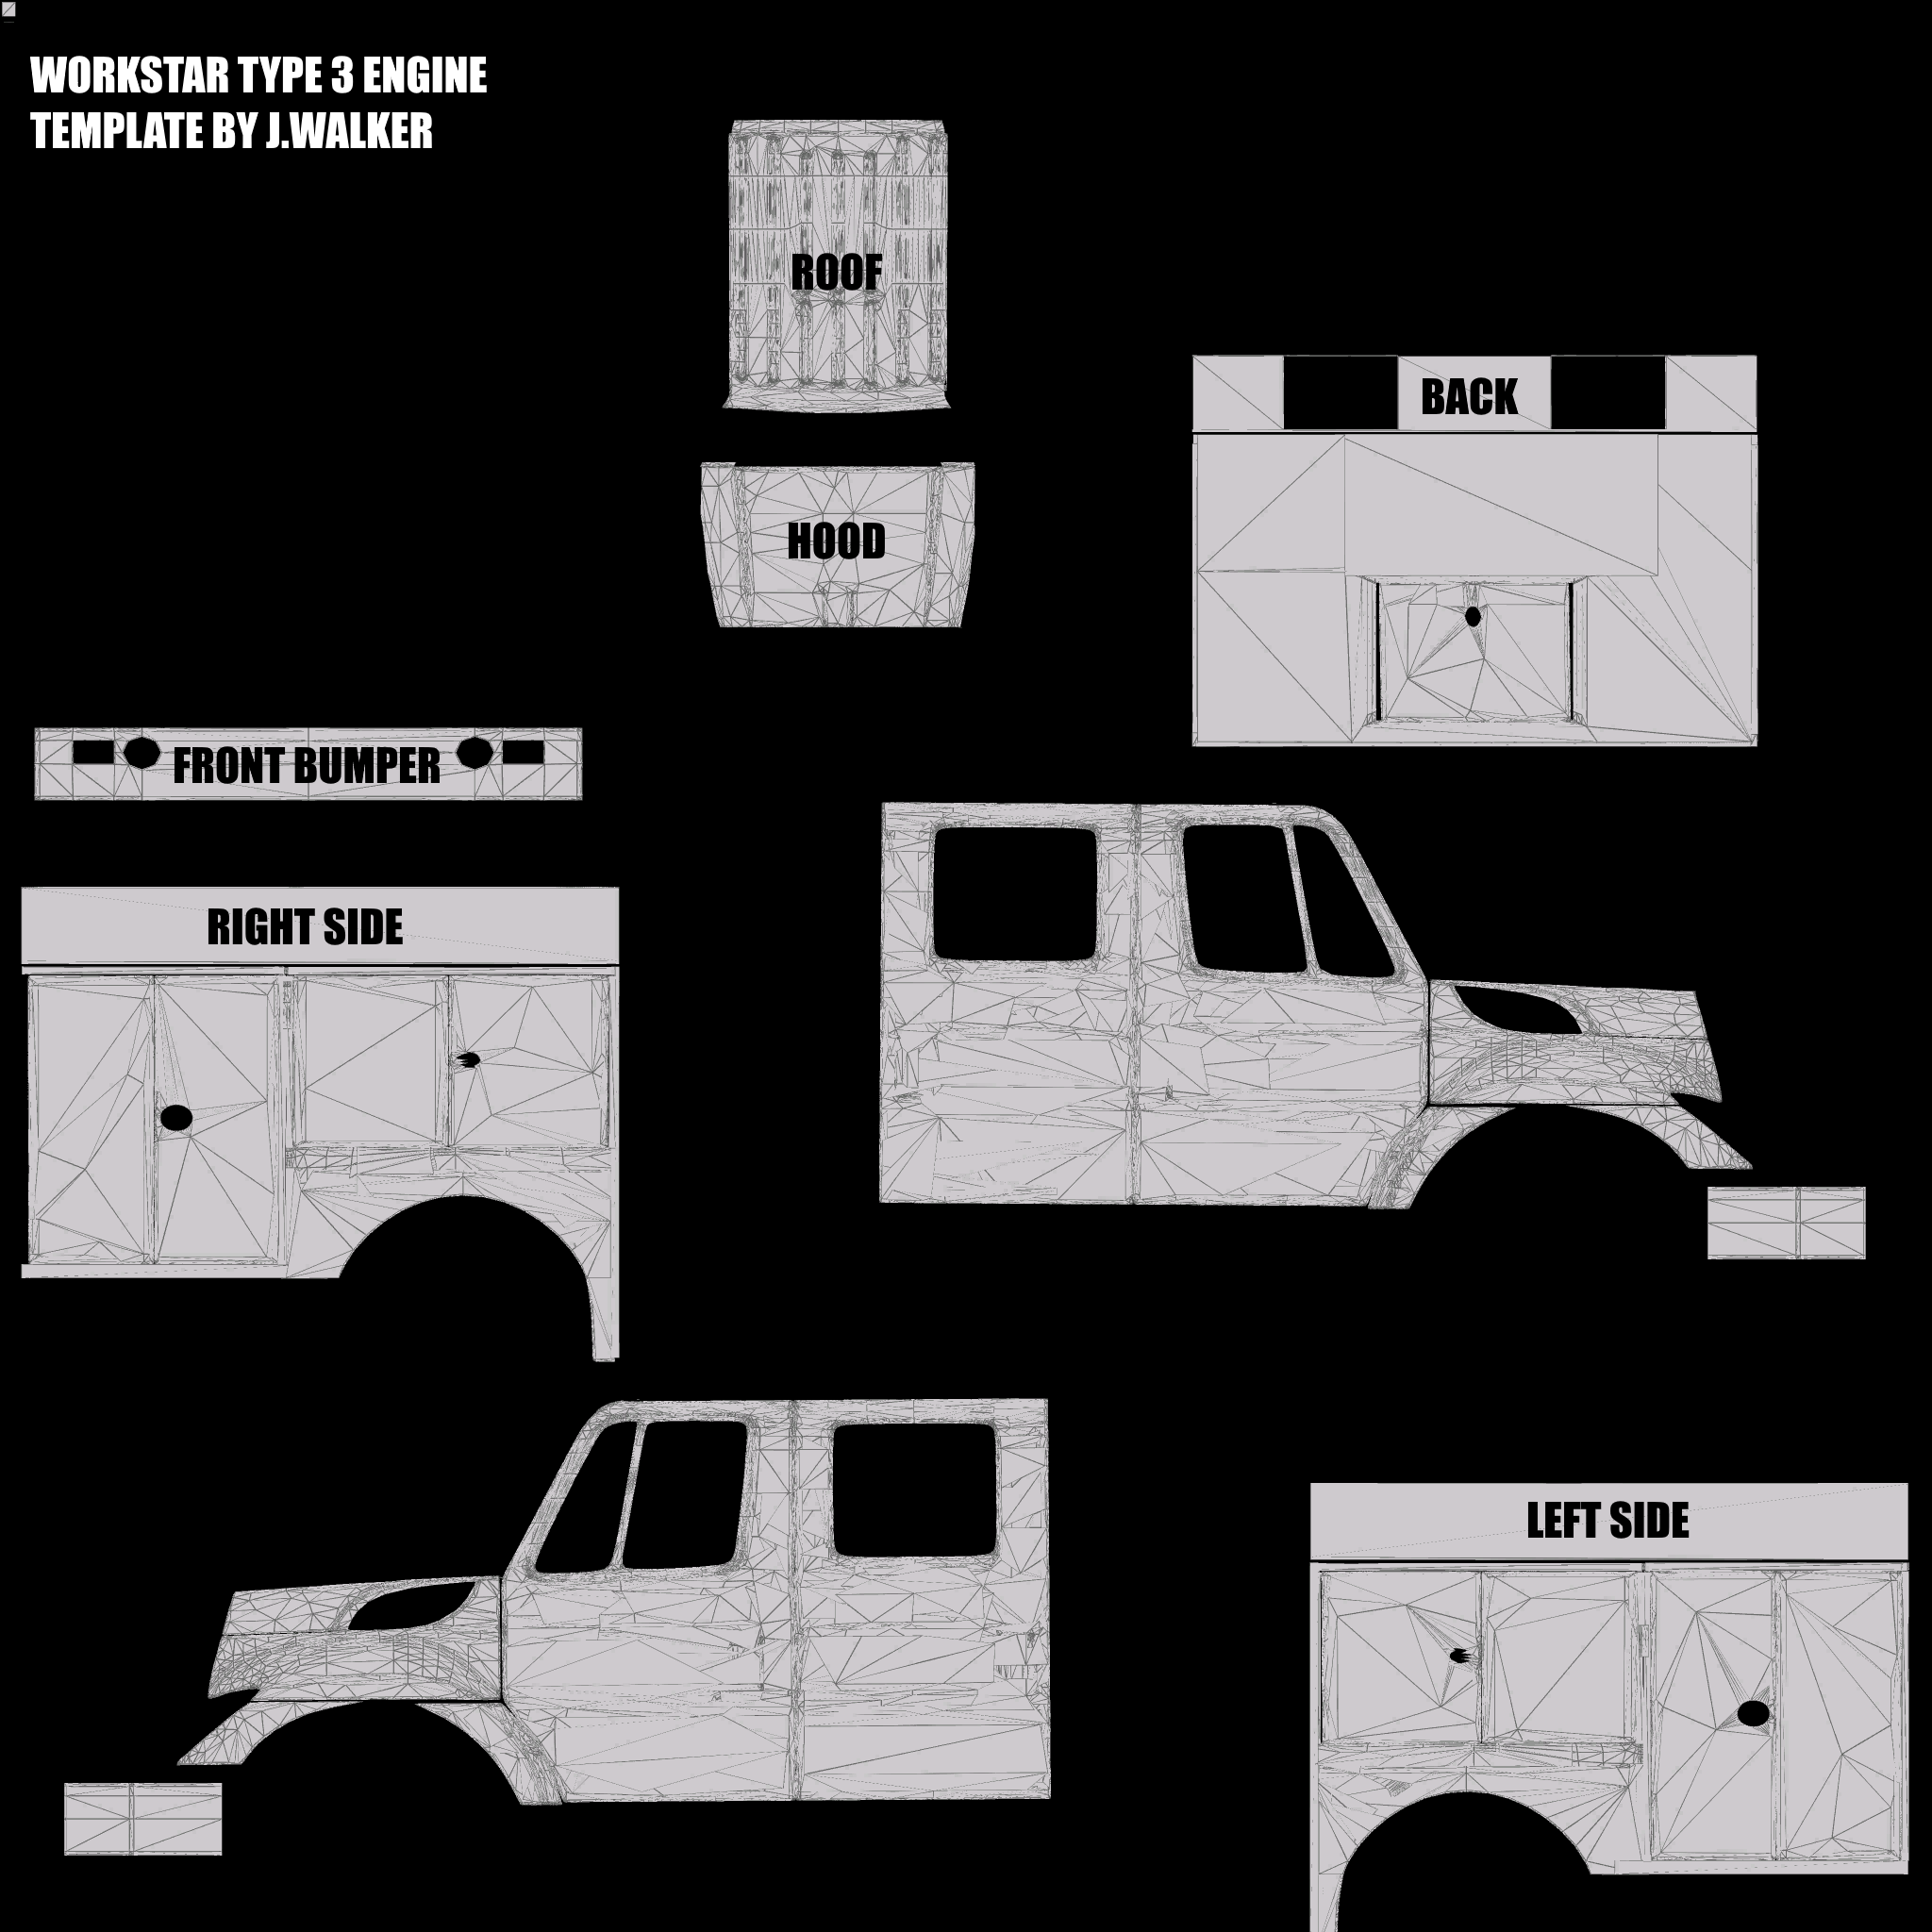 WORKSTAR TYPE 3 ENGINE
TEMPLATE BY J.WALKER
ROOF
BACK
HOOD
FRONT BUMPER
RIGHT SIDE
LEFT SIDE